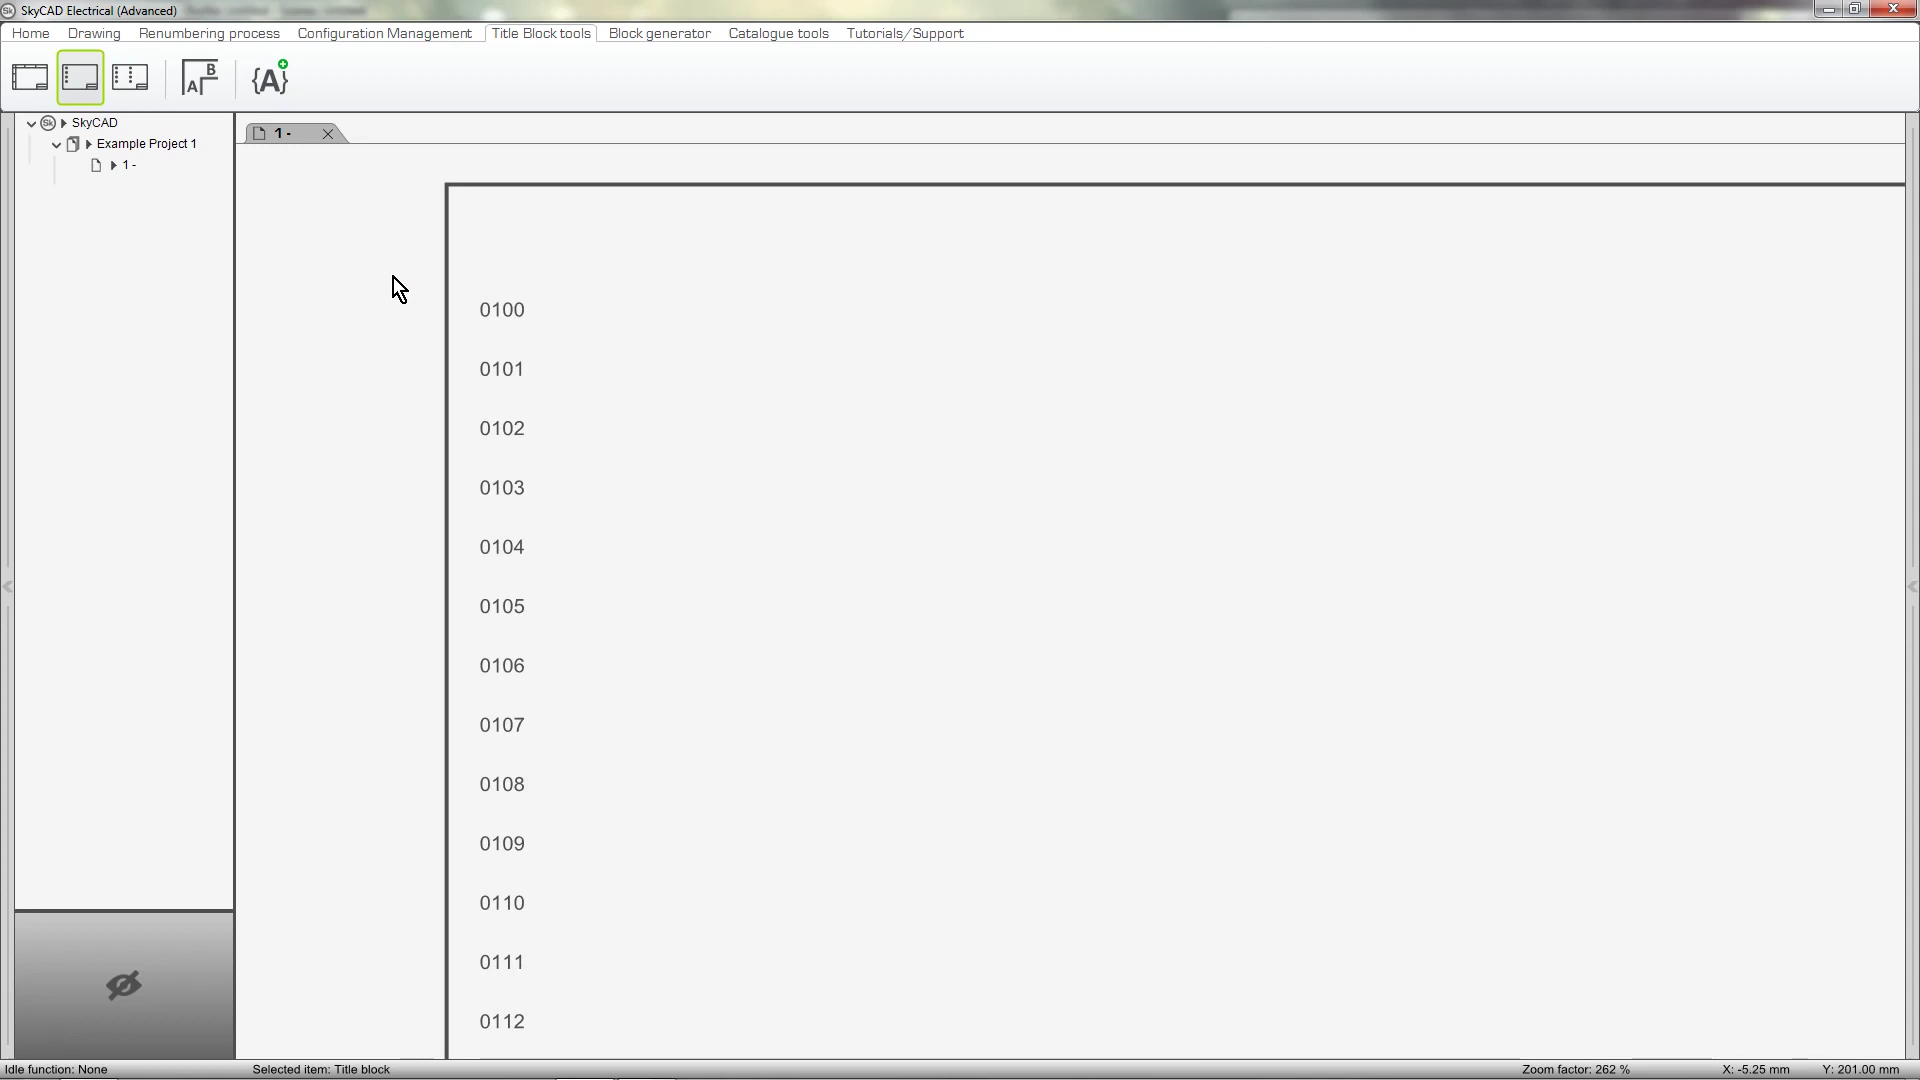 SkyCAD Electrical (Advanced)
Home Drawing Renumbering process Configuration Management Title Block tools Block generator Catalogue tools Tutorials/Support
A B {A}
SkyCAD
Example Project 1
1 -
1 -
0100
0101
0102
0103
0104
0105
0106
0107
0108
0109
0110
0111
0112
Idle function: None Selected item: Title block Zoom factor: 262 % X: -5.25 mm Y: 201.00 mm